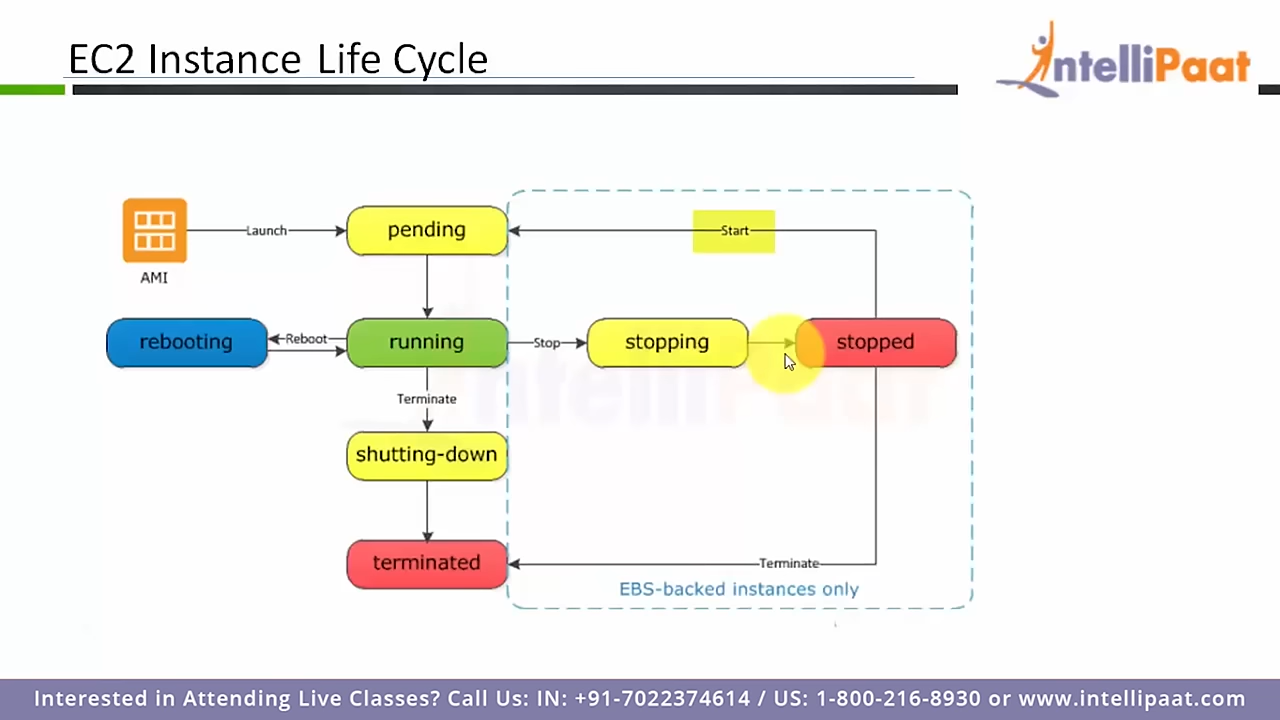 EC2 Instance Life Cycle
IntelliPaat
Launch
pending
Start
AMI
rebooting
Reboot
running
Stop
stopping
stopped
Terminate
shutting-down
terminated
Terminate
EBS-backed instances only
IntelliPaat
Interested in Attending Live Classes? Call Us: IN: +91-7022374614 / US: 1-800-216-8930 or www.intellipaat.com